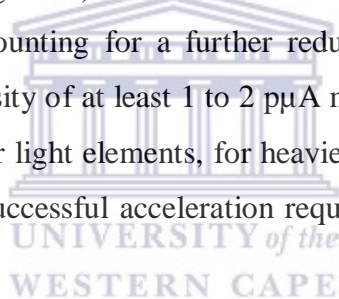 ounting for a further redu
sity of at least 1 to 2 pµA
r light elements, for heavie
uccessful acceleration requ
UNIVERSITY of the
WESTERN CAPE